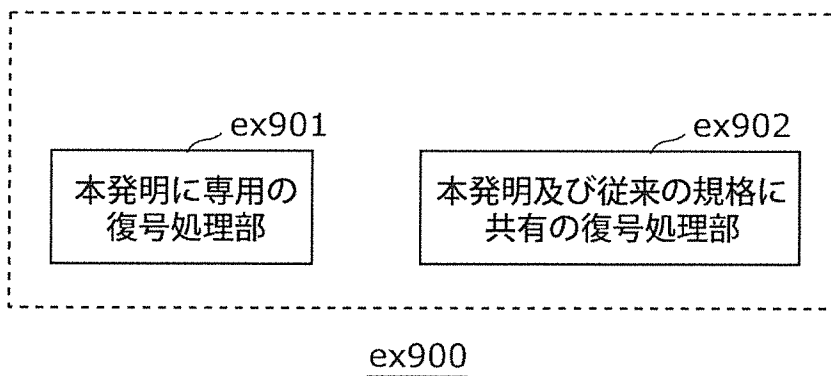 ex901
ex902
本発明に専用の
復号処理部
本発明及び従来の規格に
共有の復号処理部
ex900